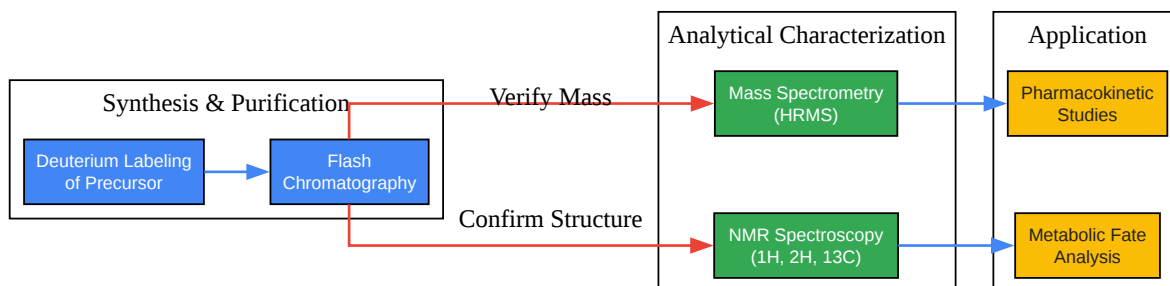 Synthesis & Purification
Deuterium Labeling
of Precursor
Flash
Chromatography
Verify Mass
Confirm Structure
Analytical Characterization
Mass Spectrometry
(HRMS)
NMR Spectroscopy
(1H, 2H, 13C)
Application
Pharmacokinetic
Studies
Metabolic Fate
Analysis